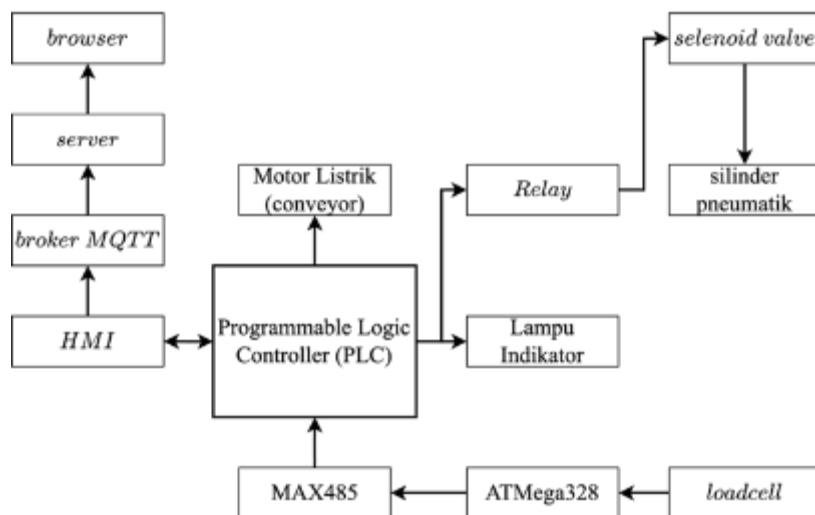 browser
selenoid valve
server
Motor Listrik
(conveyor)
Relay
silinder
pneumatik
broker MQTT
HMI
Programmable Logic
Controller (PLC)
Lampu
Indikator
MAX485
ATMega328
loadcell